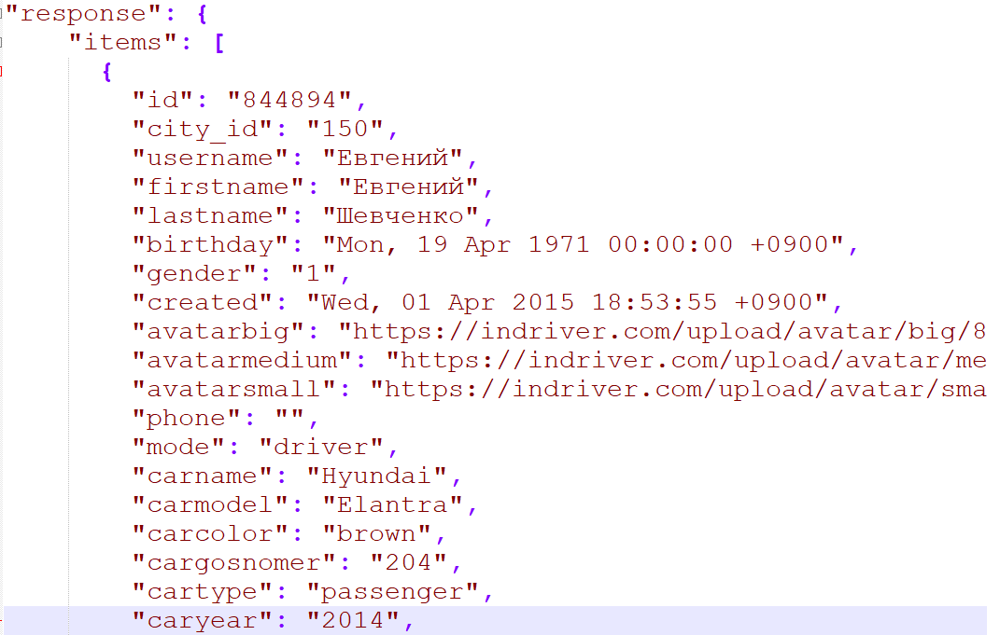 "response": {
"items": [
{
"id": "844894",
"city_id": "150",
"username": "Евгений",
"firstname": "Евгений",
"lastname": "Шевченко",
"birthday": "Mon, 19 Apr 1971 00:00:00 +0900",
"gender": "1",
"created": "Wed, 01 Apr 2015 18:53:55 +0900",
"avatarbig": "https://indriver.com/upload/avatar/big/8
"avatarmedium": "https://indriver.com/upload/avatar/me
"avatarsmall": "https://indriver.com/upload/avatar/sma
"phone": "",
"mode": "driver",
"carname": "Hyundai",
"carmodel": "Elantra",
"carcolor": "brown",
"cargosnomer": "204",
"cartype": "passenger",
"caryear": "2014",